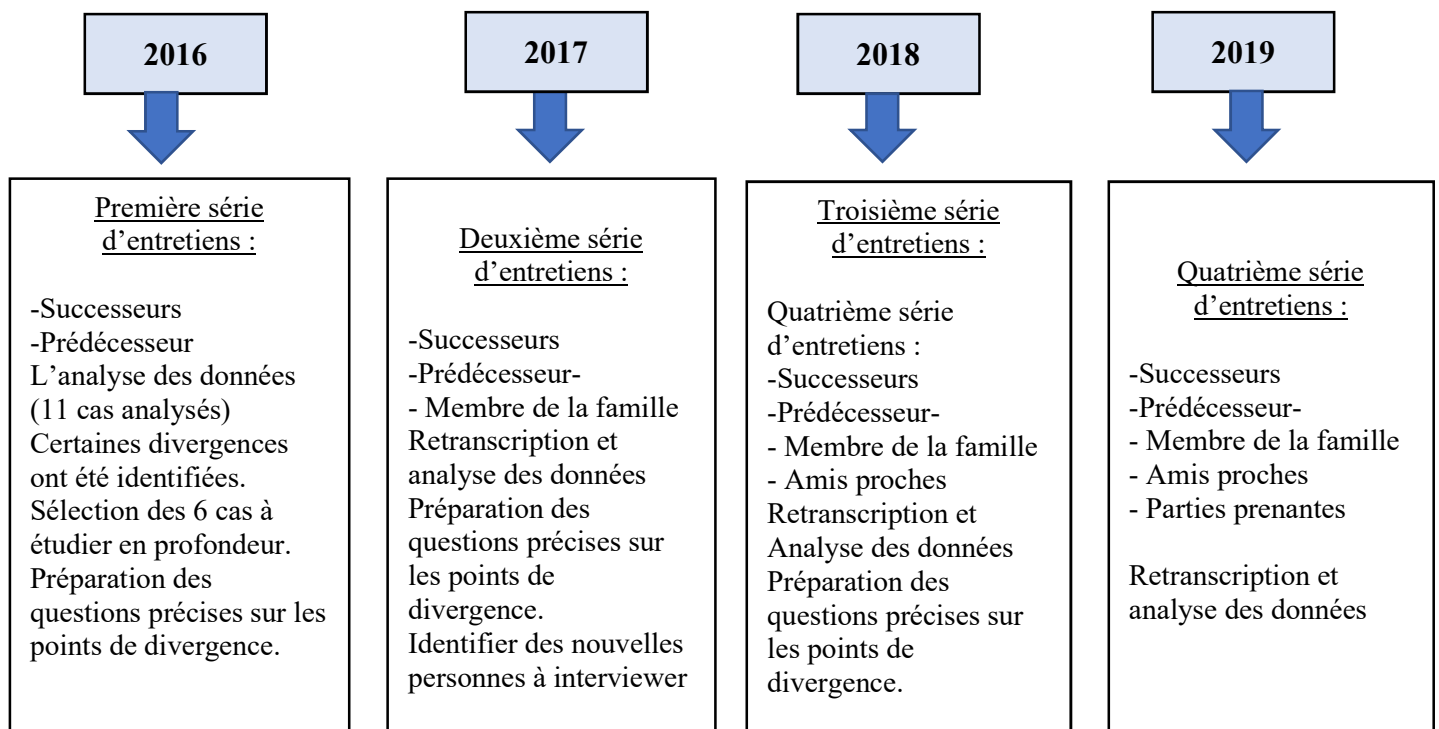 2016
Première série
d’entretiens :
-Successeurs
-Prédécesseur
L’analyse des données
(11 cas analysés)
Certaines divergences
ont été identifiées.
Sélection des 6 cas à
étudier en profondeur.
Préparation des
questions précises sur les
points de divergence.
2017
Deuxième série
d’entretiens :
-Successeurs
-Prédécesseur-
- Membre de la famille
Retranscription et
analyse des données
Préparation des
questions précises sur
les points de
divergence.
Identifier des nouvelles
personnes à interviewer
2018
Troisième série
d’entretiens :
Quatrième série
d’entretiens :
-Successeurs
-Prédécesseur-
- Membre de la famille
- Amis proches
Retranscription et
Analyse des données
Préparation des
questions précises sur
les points de
divergence.
2019
Quatrième série
d’entretiens :
-Successeurs
-Prédécesseur-
- Membre de la famille
- Amis proches
- Parties prenantes
Retranscription et
analyse des données